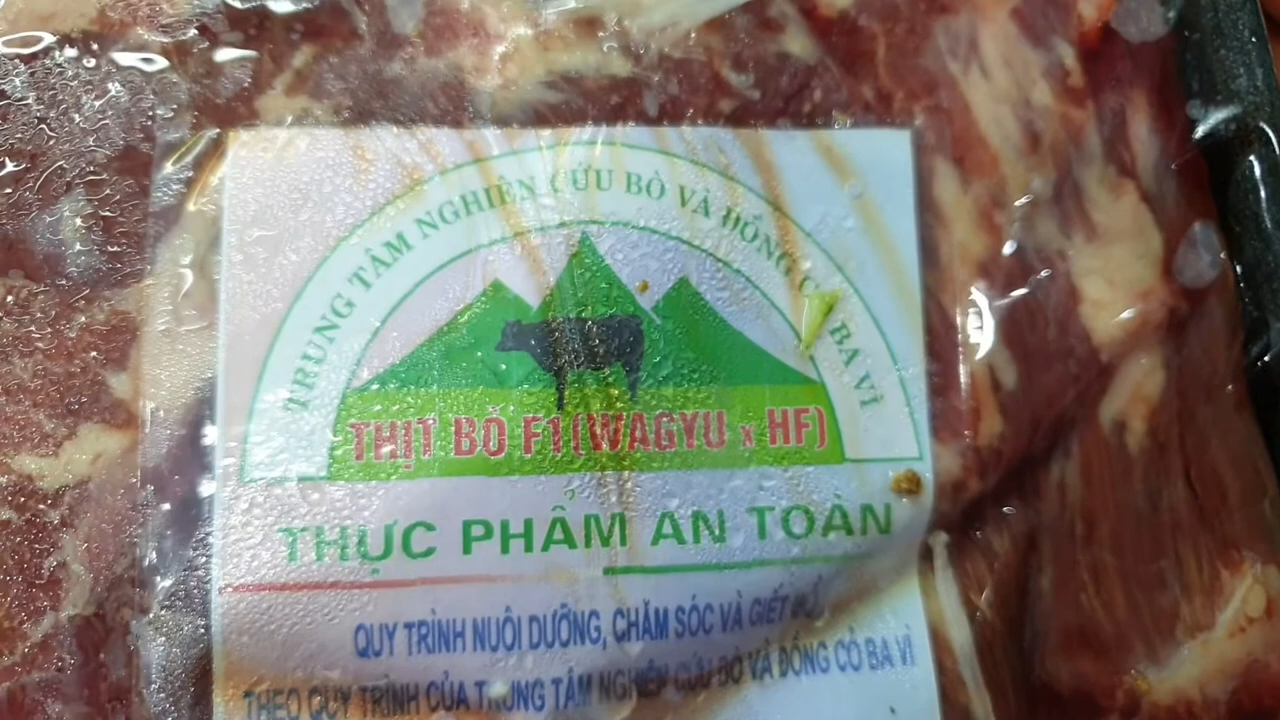 TRUNG TÂM NGHIÊN CỨU BÒ VÀ ĐỒNG CỎ BA VÌ
THỊT BÒ F1 (WAGYU x HF)
THỰC PHẨM AN TOÀN
QUY TRÌNH NUÔI DƯỠNG, CHĂM SÓC VÀ GIẾT MỔ
THEO QUY TRÌNH CỦA TRUNG TÂM NGHIÊN CỨU BÒ VÀ ĐỒNG CỎ BA VÌ